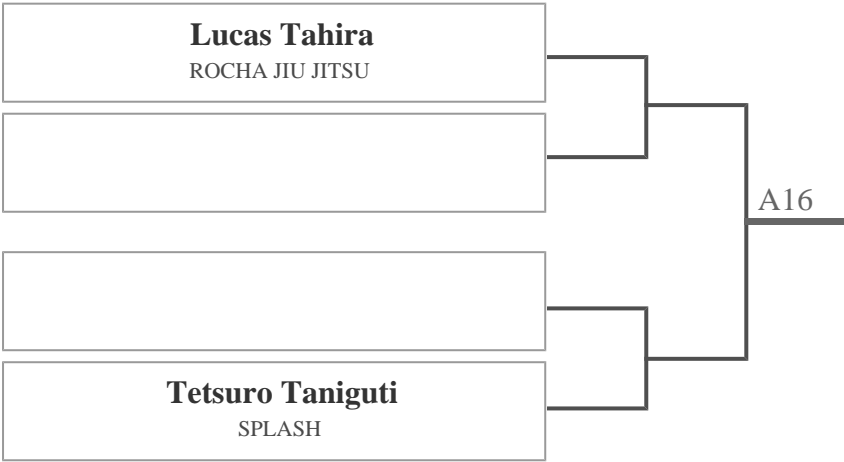 Lucas Tahira
ROCHA JIU JITSU
A16
Tetsuro Taniguti
SPLASH